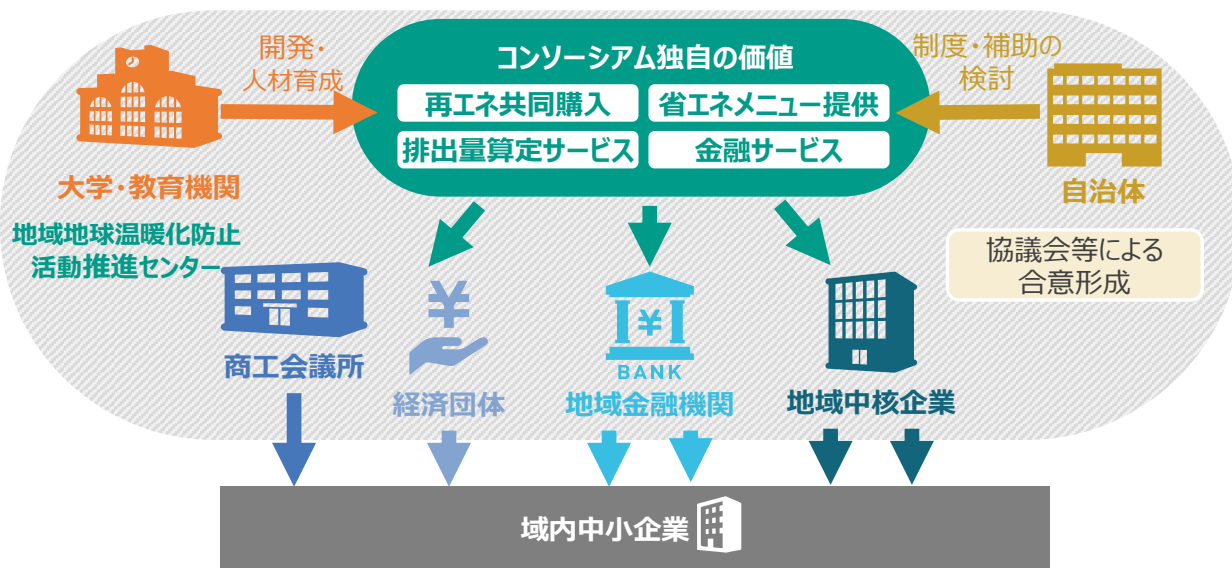 開発・
人材育成
コンソーシアム独自の価値
再エネ共同購入
省エネメニュー提供
排出量算定サービス
金融サービス
制度・補助の
検討
大学・教育機関
自治体
地域地球温暖化防止
活動推進センター
協議会等による
合意形成
商工会議所
¥
経済団体
¥
BANK
地域金融機関
地域中核企業
域内中小企業